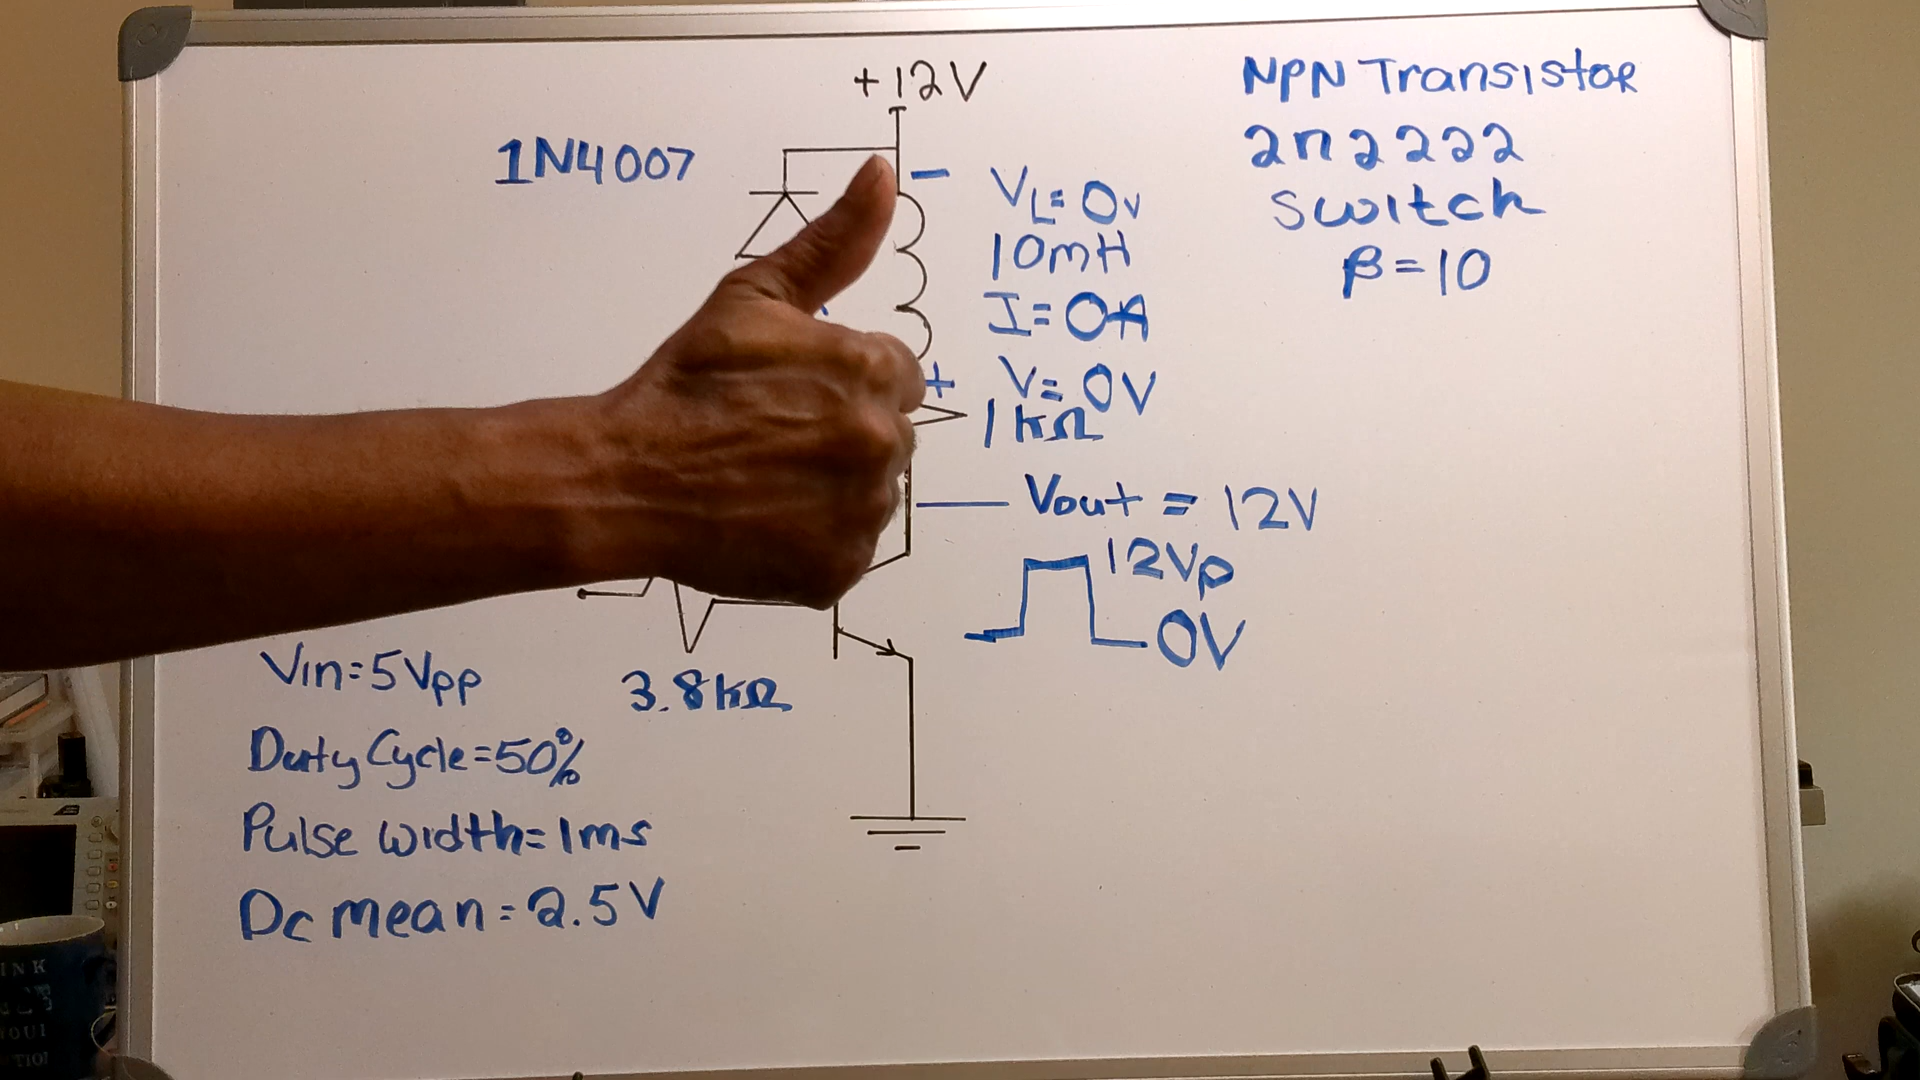 +12V
1N4007
−
VL=0v
10mH
I=0A
+ V=0V
1kΩ
Vout = 12V
12Vp
0V
NPN Transistor
2n2222
Switch
β=10
Vin=5Vpp
3.8kΩ
Duty Cycle=50%
Pulse width=1ms
Dc mean=2.5V
INK